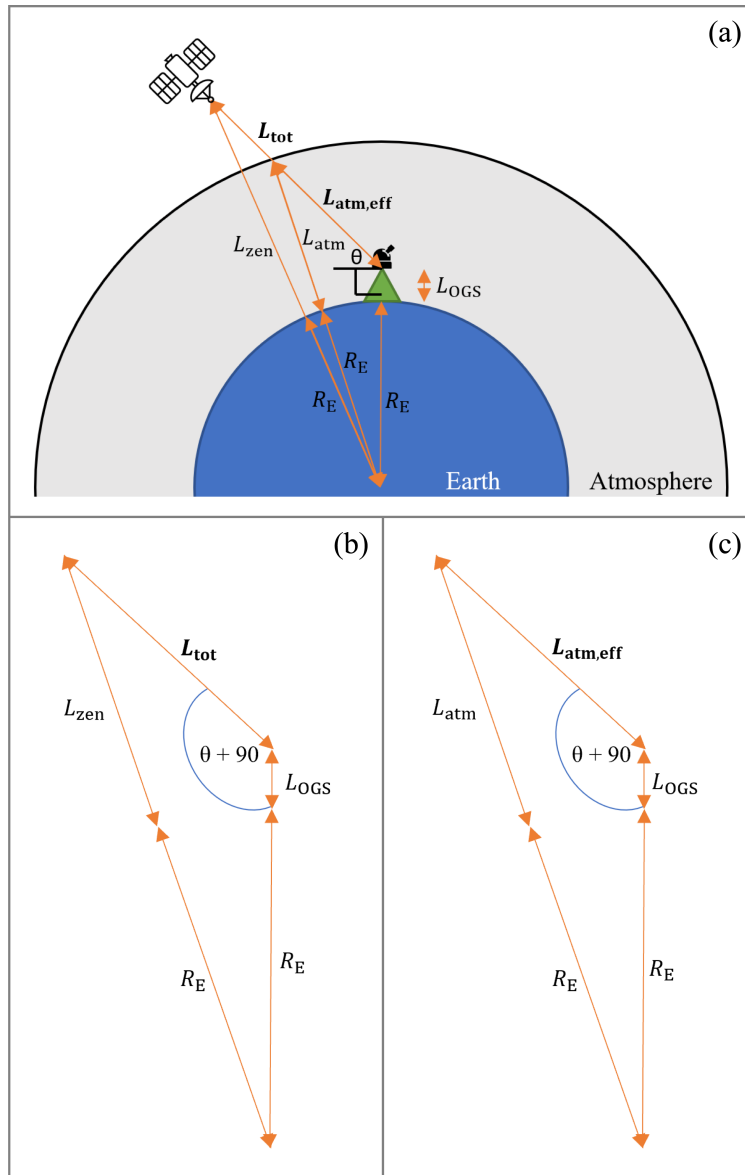 (a)
L_tot
L_atm,eff
L_zen
L_atm
θ
L_OGS
R_E
R_E
R_E
Earth
Atmosphere
(b)
L_tot
L_zen
θ + 90
L_OGS
R_E
R_E
(c)
L_atm,eff
L_atm
θ + 90
L_OGS
R_E
R_E